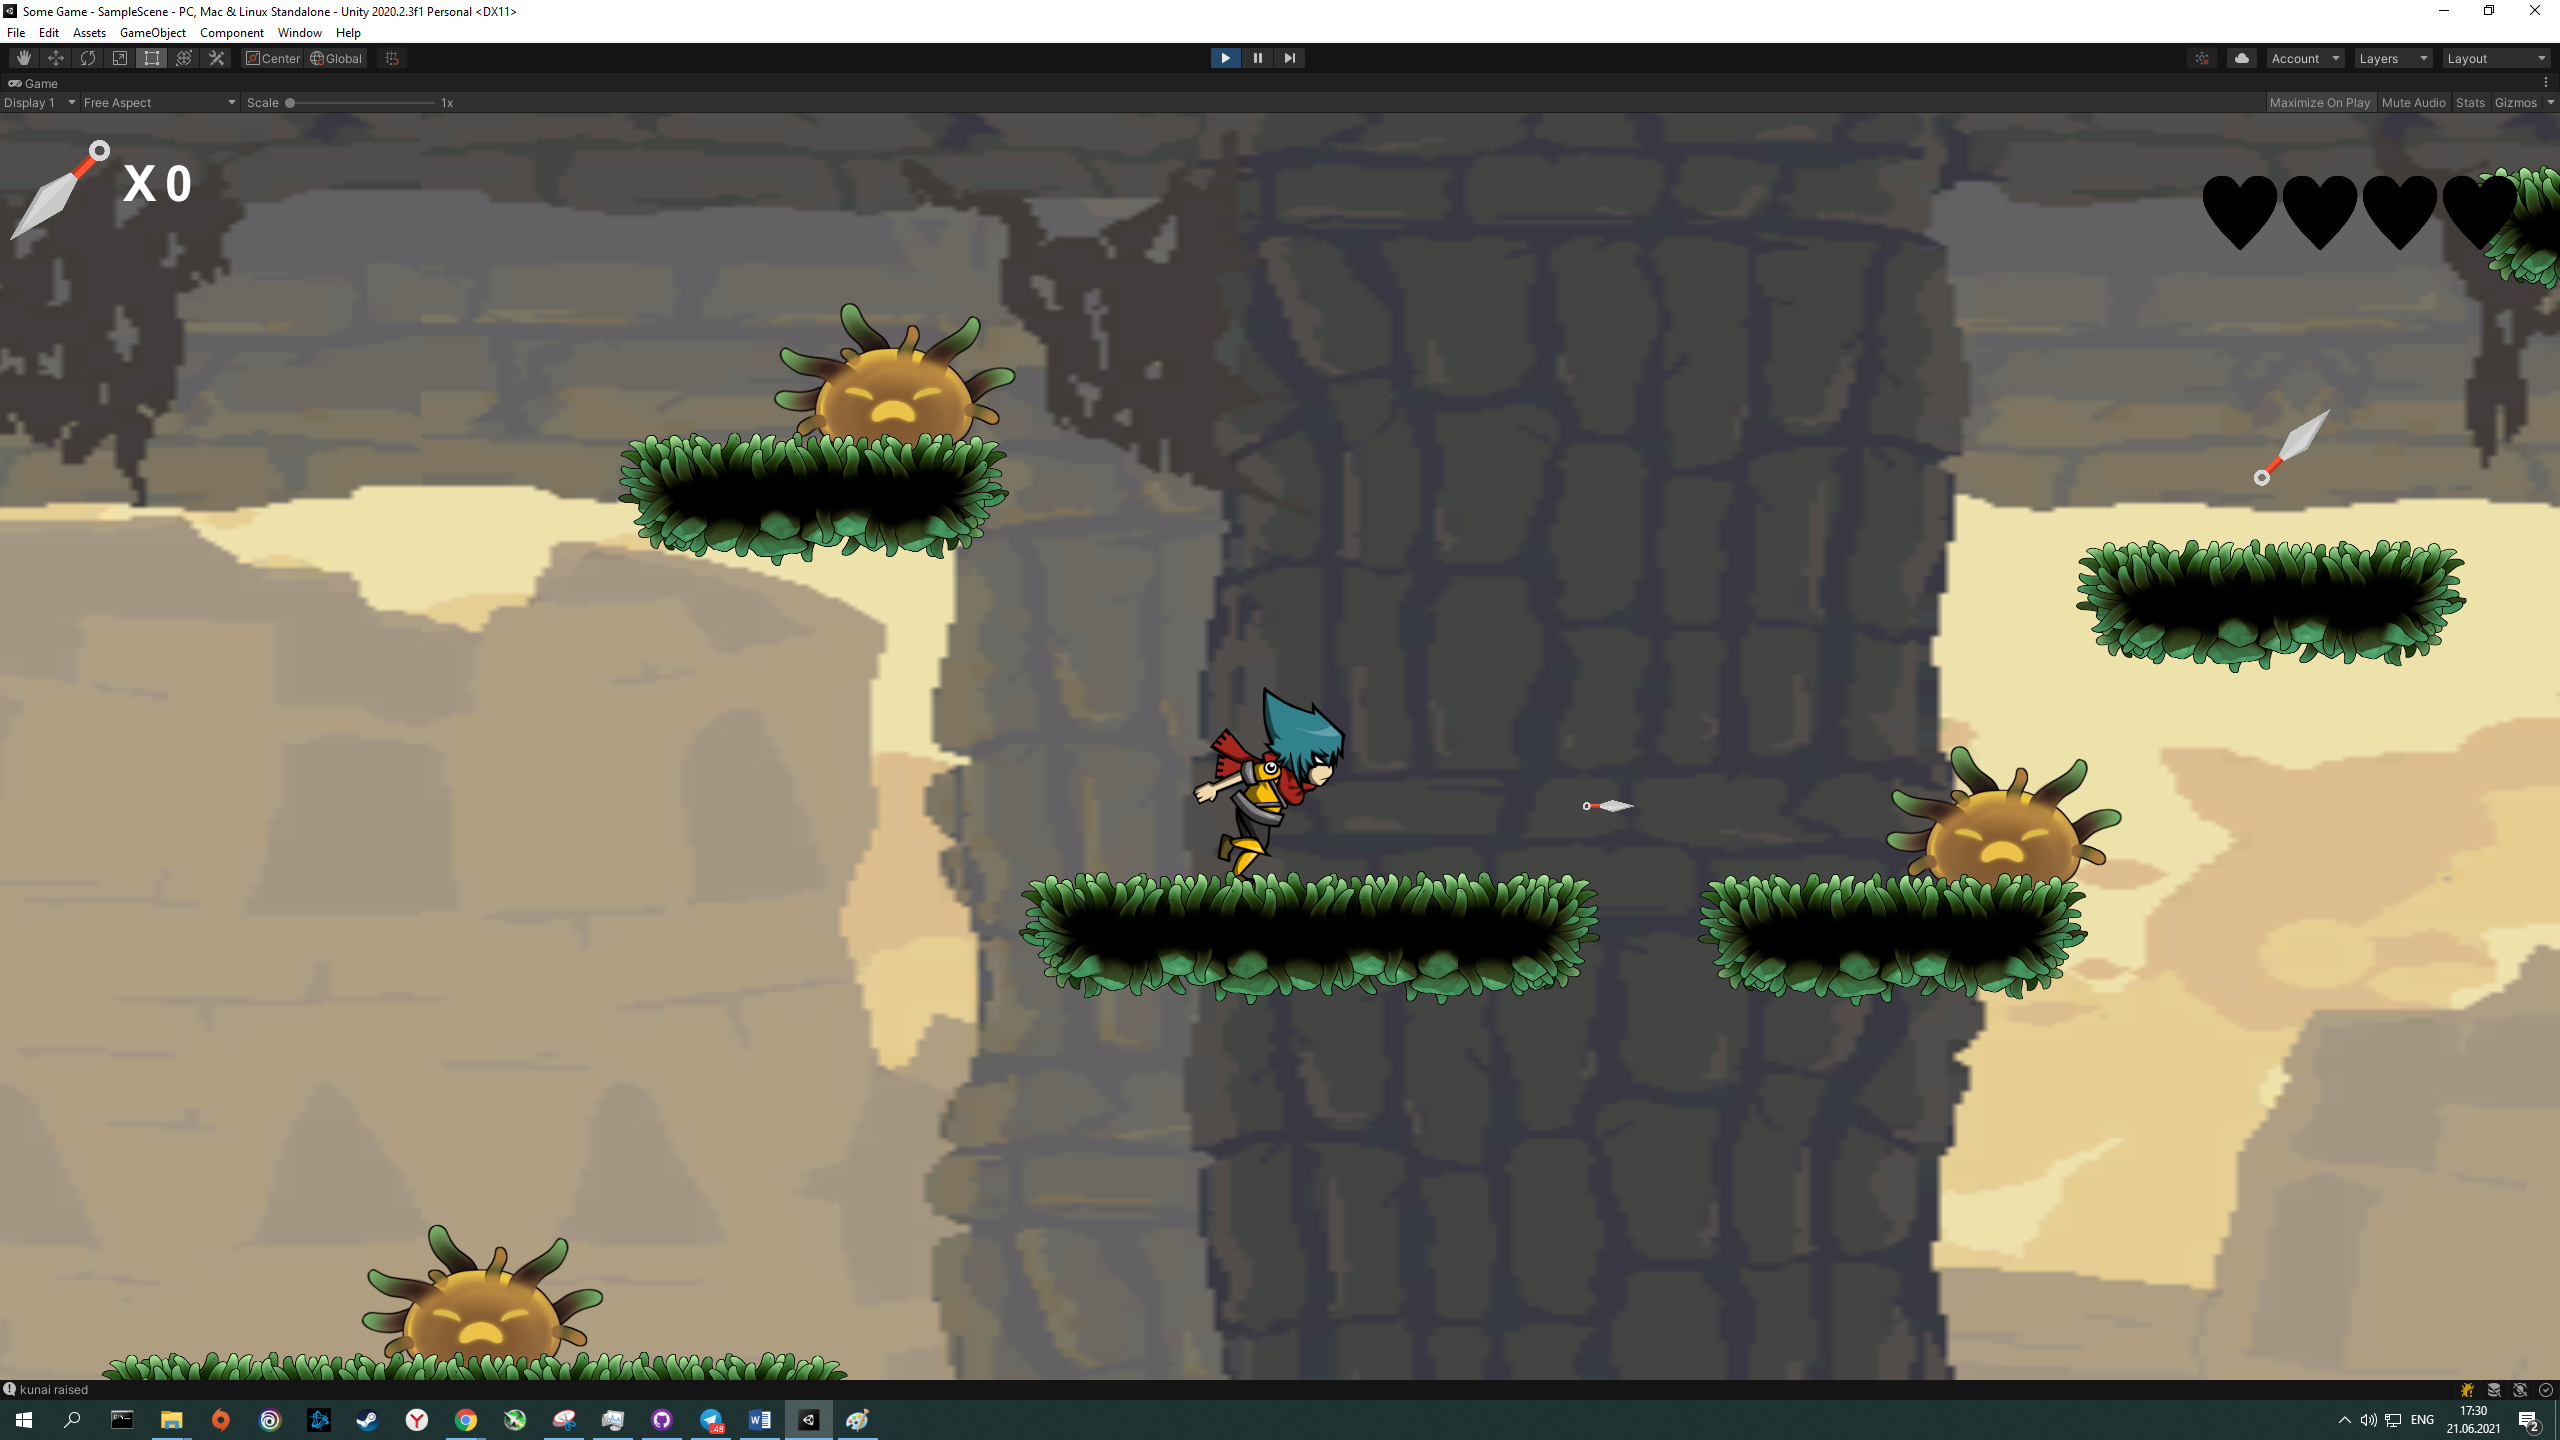 Some Game - SampleScene - PC, Mac & Linux Standalone - Unity 2020.2.3f1 Personal <DX11>
File Edit Assets GameObject Component Window Help
Center Global Account Layers Layout
Game
Display 1 Free Aspect Scale 1x Maximize On Play Mute Audio Stats Gizmos
X 0
kunai raised
48 W ENG 17:30
21.06.2021 2